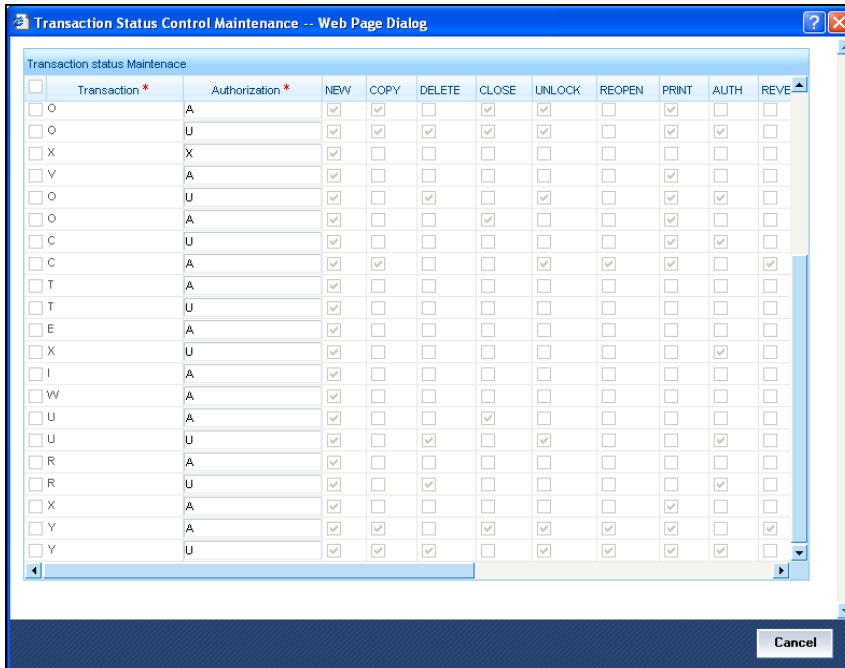 Transaction Status Control Maintenance -- Web Page Dialog
Transaction status Maintenace
Transaction * Authorization * NEW COPY DELETE CLOSE UNLOCK REOPEN PRINT AUTH REVE
O A
O U
X X
V A
O U
O A
C U
C A
T A
T U
E A
X U
I A
W A
U A
U U
R A
R U
X A
Y A
Y U
Cancel